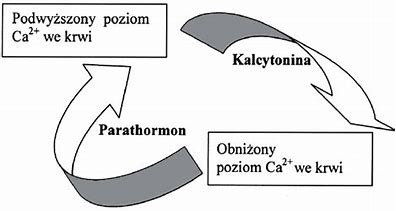 Podwyższony poziom
Ca²⁺ we krwi
Kalcytonina
Parathormon
Obniżony
poziom Ca²⁺ we krwi